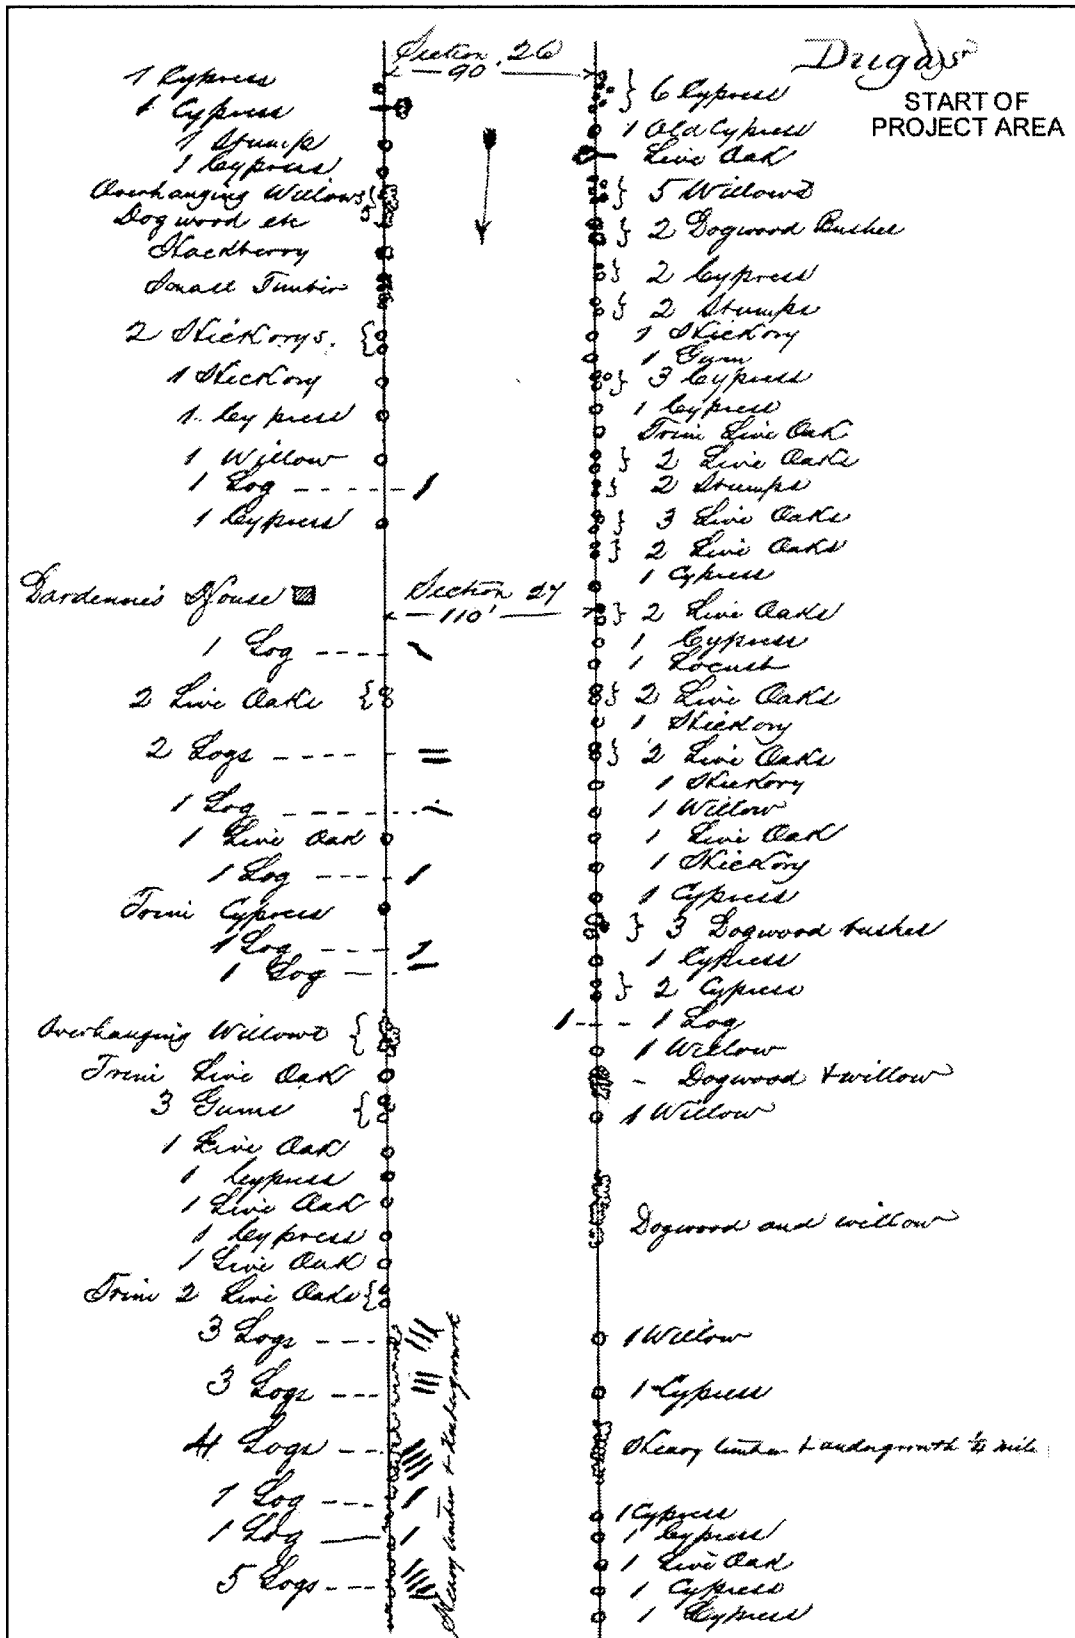 Section 26
90
Dugas
START OF
PROJECT AREA
1 Cypress
1 Cypress
1 Stump
1 Cypress
Overhanging Willows
Dogwood etc
Hackberry
Small Timber
2 Hickorys.
1 Hickory
1 Cypress
1 Willow
1 Log
1 Cypress
Dardenne's House
1 Log
2 Live Oaks
2 Logs
1 Log
1 Live Oak
1 Log
Trim Cypress
1 Log
1 Log
Overhanging Willows
Trim Live Oak
3 Gums
1 Live Oak
1 Cypress
1 Live Oak
1 Cypress
1 Live Oak
Trim 2 Live Oaks
3 Logs
3 Logs
4 Logs
1 Log
1 Log
5 Logs
Heavy timber & undergrowth
Section 27
110'
6 Cypress
1 Old Cypress
Live Oak
5 Willows
2 Dogwood Bushes
2 Cypress
2 Stumps
1 Hickory
1 Gum
3 Cypress
1 Cypress
Trim Live Oak
2 Live Oaks
2 Stumps
3 Live Oaks
2 Live Oaks
1 Cypress
2 Live Oaks
1 Cypress
1 Locust
2 Live Oaks
1 Hickory
2 Live Oaks
1 Hickory
1 Willow
1 Live Oak
1 Hickory
1 Cypress
3 Dogwood bushes
1 Cypress
2 Cypress
1 Log
1 Willow
Dogwood & willow
1 Willow
Dogwood and willow
1 Willow
1 Cypress
Heavy timber & undergrowth ¼ mile
1 Cypress
1 Cypress
1 Live Oak
1 Cypress
1 Cypress